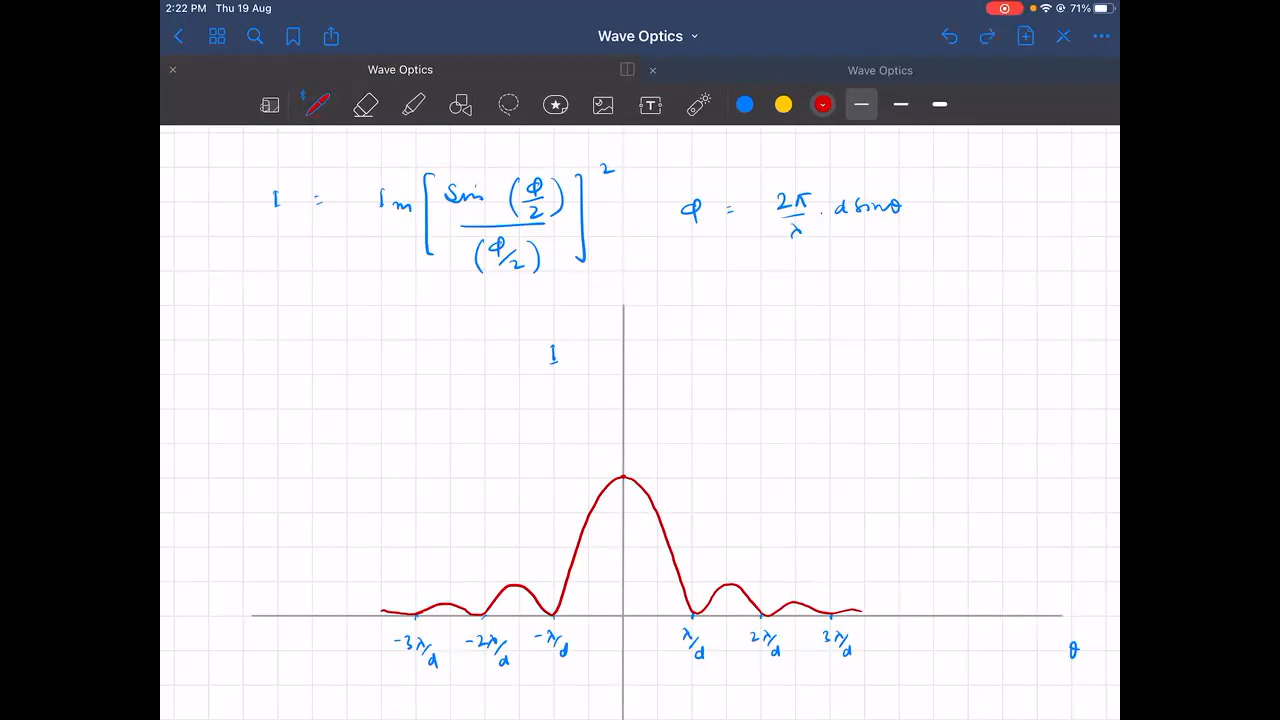 2:22 PM Thu 19 Aug 71%
Wave Optics
Wave Optics Wave Optics
I = Im [ Sin (φ/2) / (φ/2) ]² φ = 2π/λ . d sinθ
I
-3λ/d -2λ/d -λ/d λ/d 2λ/d 3λ/d
θ